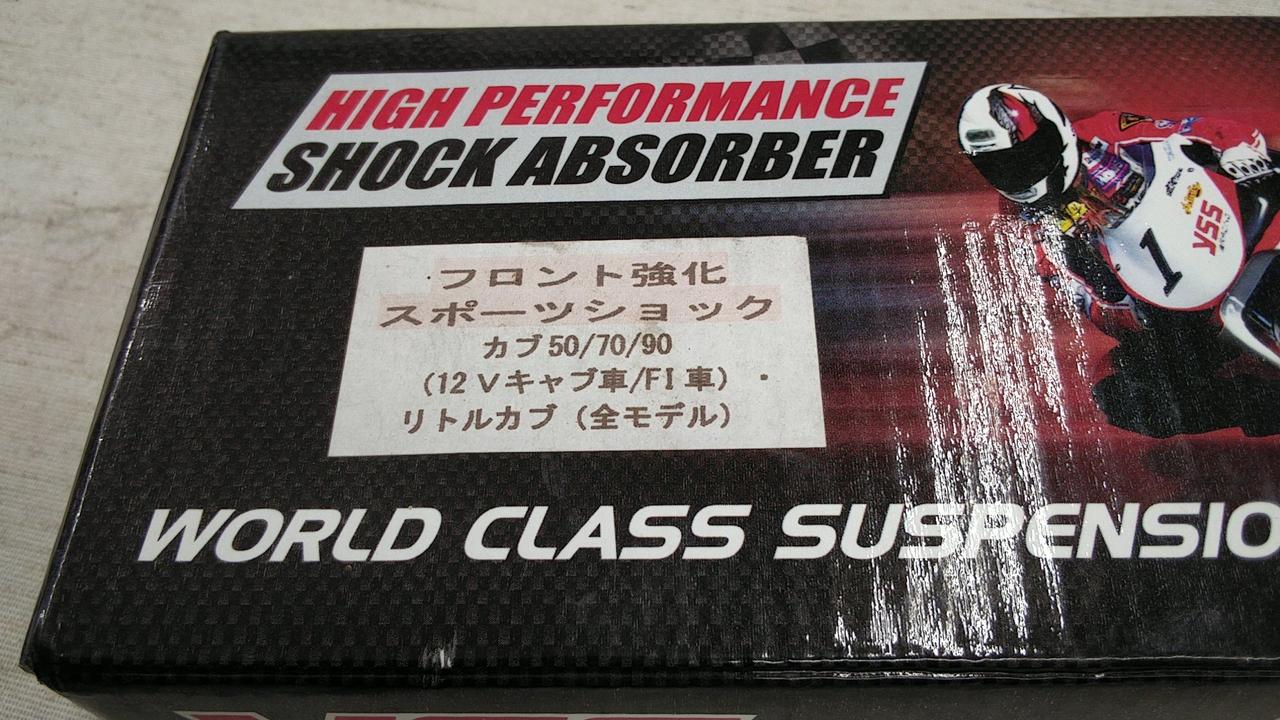 HIGH PERFORMANCE
SHOCK ABSORBER
フロント強化
スポーツショック
カブ50/70/90
(12Vキャブ車/FI車)・
リトルカブ(全モデル)
1
YSS
WORLD CLASS SUSPENSIO